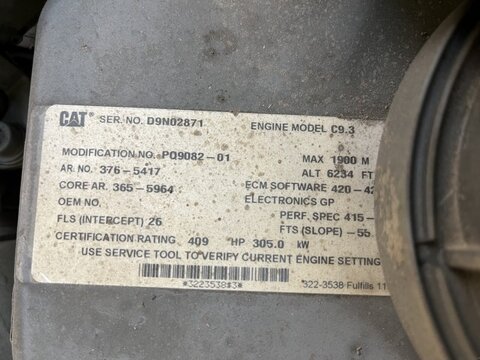 CAT SER. NO. D9N02871 ENGINE MODEL C9.3
MODIFICATION NO. PO9082-01 MAX 1900 M
AR. NO. 376-5417 ALT 6234 FT
CORE AR. 365-5964 ECM SOFTWARE 420-42
OEM NO. ELECTRONICS GP
PERF. SPEC 415-
FLS (INTERCEPT) 26 FTS (SLOPE) -55
CERTIFICATION RATING 409 HP 305.0 kW
USE SERVICE TOOL TO VERIFY CURRENT ENGINE SETTING
*3223538#3* 322-3538 Fulfills 11